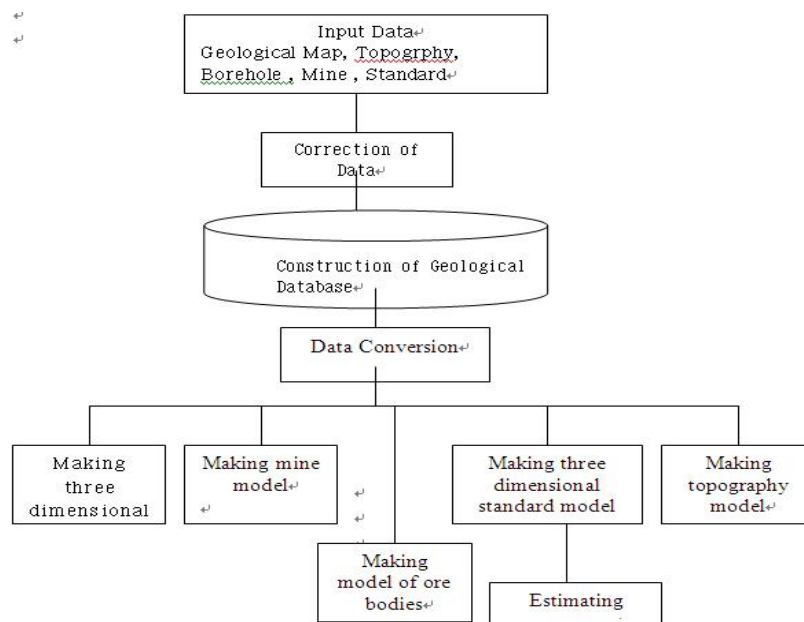 Input Data
Geological Map, Topogrphy,
Borehole , Mine , Standard
Correction of
Data
Construction of Geological
Database
Data Conversion
Making
three
dimensional
Making mine
model
Making
model of ore
bodies
Making three
dimensional
standard model
Estimating
Making
topography
model